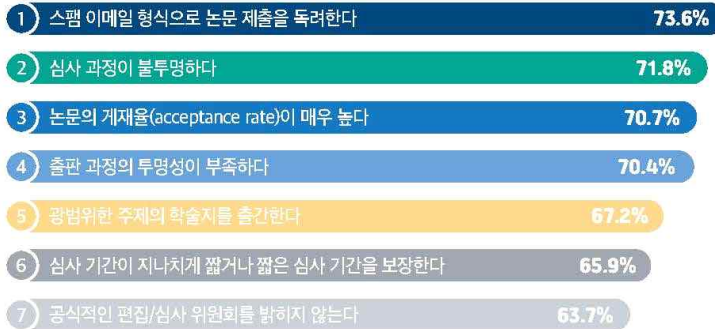 1 스팸 이메일 형식으로 논문 제출을 독려한다 73.6%
2 심사 과정이 불투명하다 71.8%
3 논문의 게재율(acceptance rate)이 매우 높다 70.7%
4 출판 과정의 투명성이 부족하다 70.4%
5 광범위한 주제의 학술지를 출간한다 67.2%
6 심사 기간이 지나치게 짧거나 짧은 심사 기간을 보장한다 65.9%
7 공식적인 편집/심사 위원회를 밝히지 않는다 63.7%